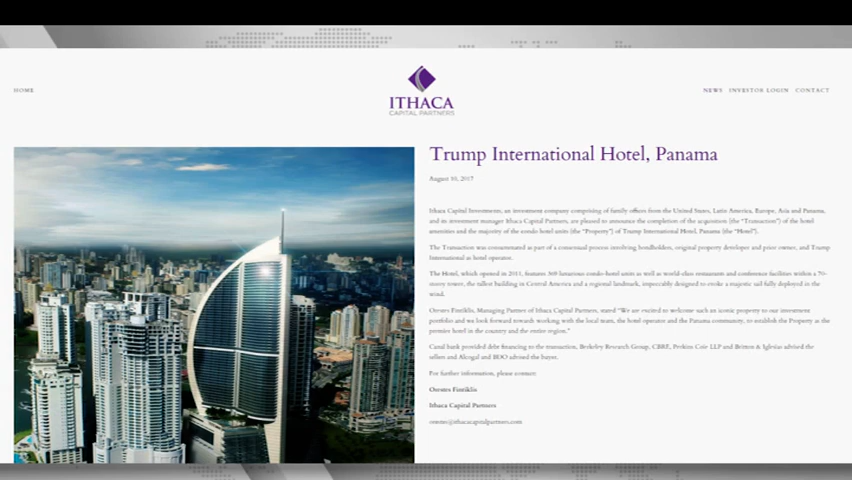 HOME
ITHACA
CAPITAL PARTNERS
NEWS INVESTOR LOGIN CONTACT
Trump International Hotel, Panama
August 10, 2017
Ithaca Capital Investments, an investment company comprising of family offices from the United States, Latin America, Europe, Asia and Panama,
and its investment manager Ithaca Capital Partners, are pleased to announce the completion of the acquisition (the "Transaction") of the hotel
amenities and the majority of the condo hotel units (the "Property") of Trump International Hotel, Panama (the "Hotel").
The Transaction was consummated as part of a consensual process involving bondholders, original property developer and prior owner, and Trump
International as hotel operator.
The Hotel, which opened in 2011, features 369 luxurious condo-hotel units as well as world-class restaurants and conference facilities within a 70-
storey tower, the tallest building in Central America and a regional landmark, impeccably designed to evoke a majestic sail fully deployed in the
wind.
Orestes Fintiklis, Managing Partner of Ithaca Capital Partners, stated "We are excited to welcome such an iconic property to our investment
portfolio and we look forward towards working with the local team, the hotel operator and the Panama community, to establish the Property as the
premier hotel in the country and the entire region."
Canal bank provided debt financing to the transaction, Berkeley Research Group, CBRE, Perkins Coie LLP and Britton & Iglesias advised the
sellers and Alcogal and BDO advised the buyer.
For further information, please contact:
Orestes Fintiklis
Ithaca Capital Partners
orestes@ithacacapitalpartners.com